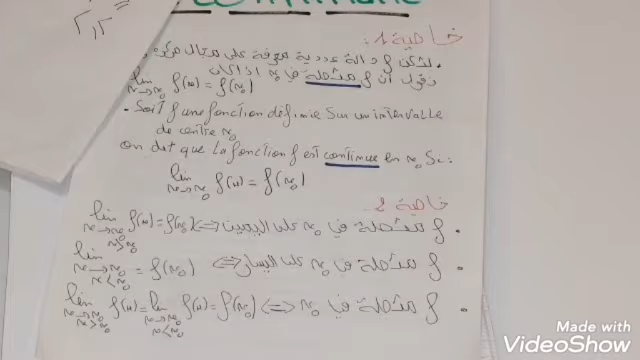 خاصية 1:
لتكن f دالة عددية معرفة على مجال مركزه
نقول أن f متصلة في x₀ إذا كان
lim x→x₀ f(x) = f(x₀)
• Soit f une fonction définie sur un intervalle
de centre x₀
On dit que la fonction f est continue en x₀ si:
lim x→x₀ f(x) = f(x₀)
خاصية 2
• f متصلة في x₀ على اليمين ⟺ lim x→x₀ x>x₀ f(x) = f(x₀)
• f متصلة في x₀ على اليسار ⟺ lim x→x₀ x<x₀ = f(x₀)
• f متصلة في x₀ ⟺ lim x→x₀ x>x₀ f(x) = lim x→x₀ x<x₀ f(x) = f(x₀)
Made with
VideoShow